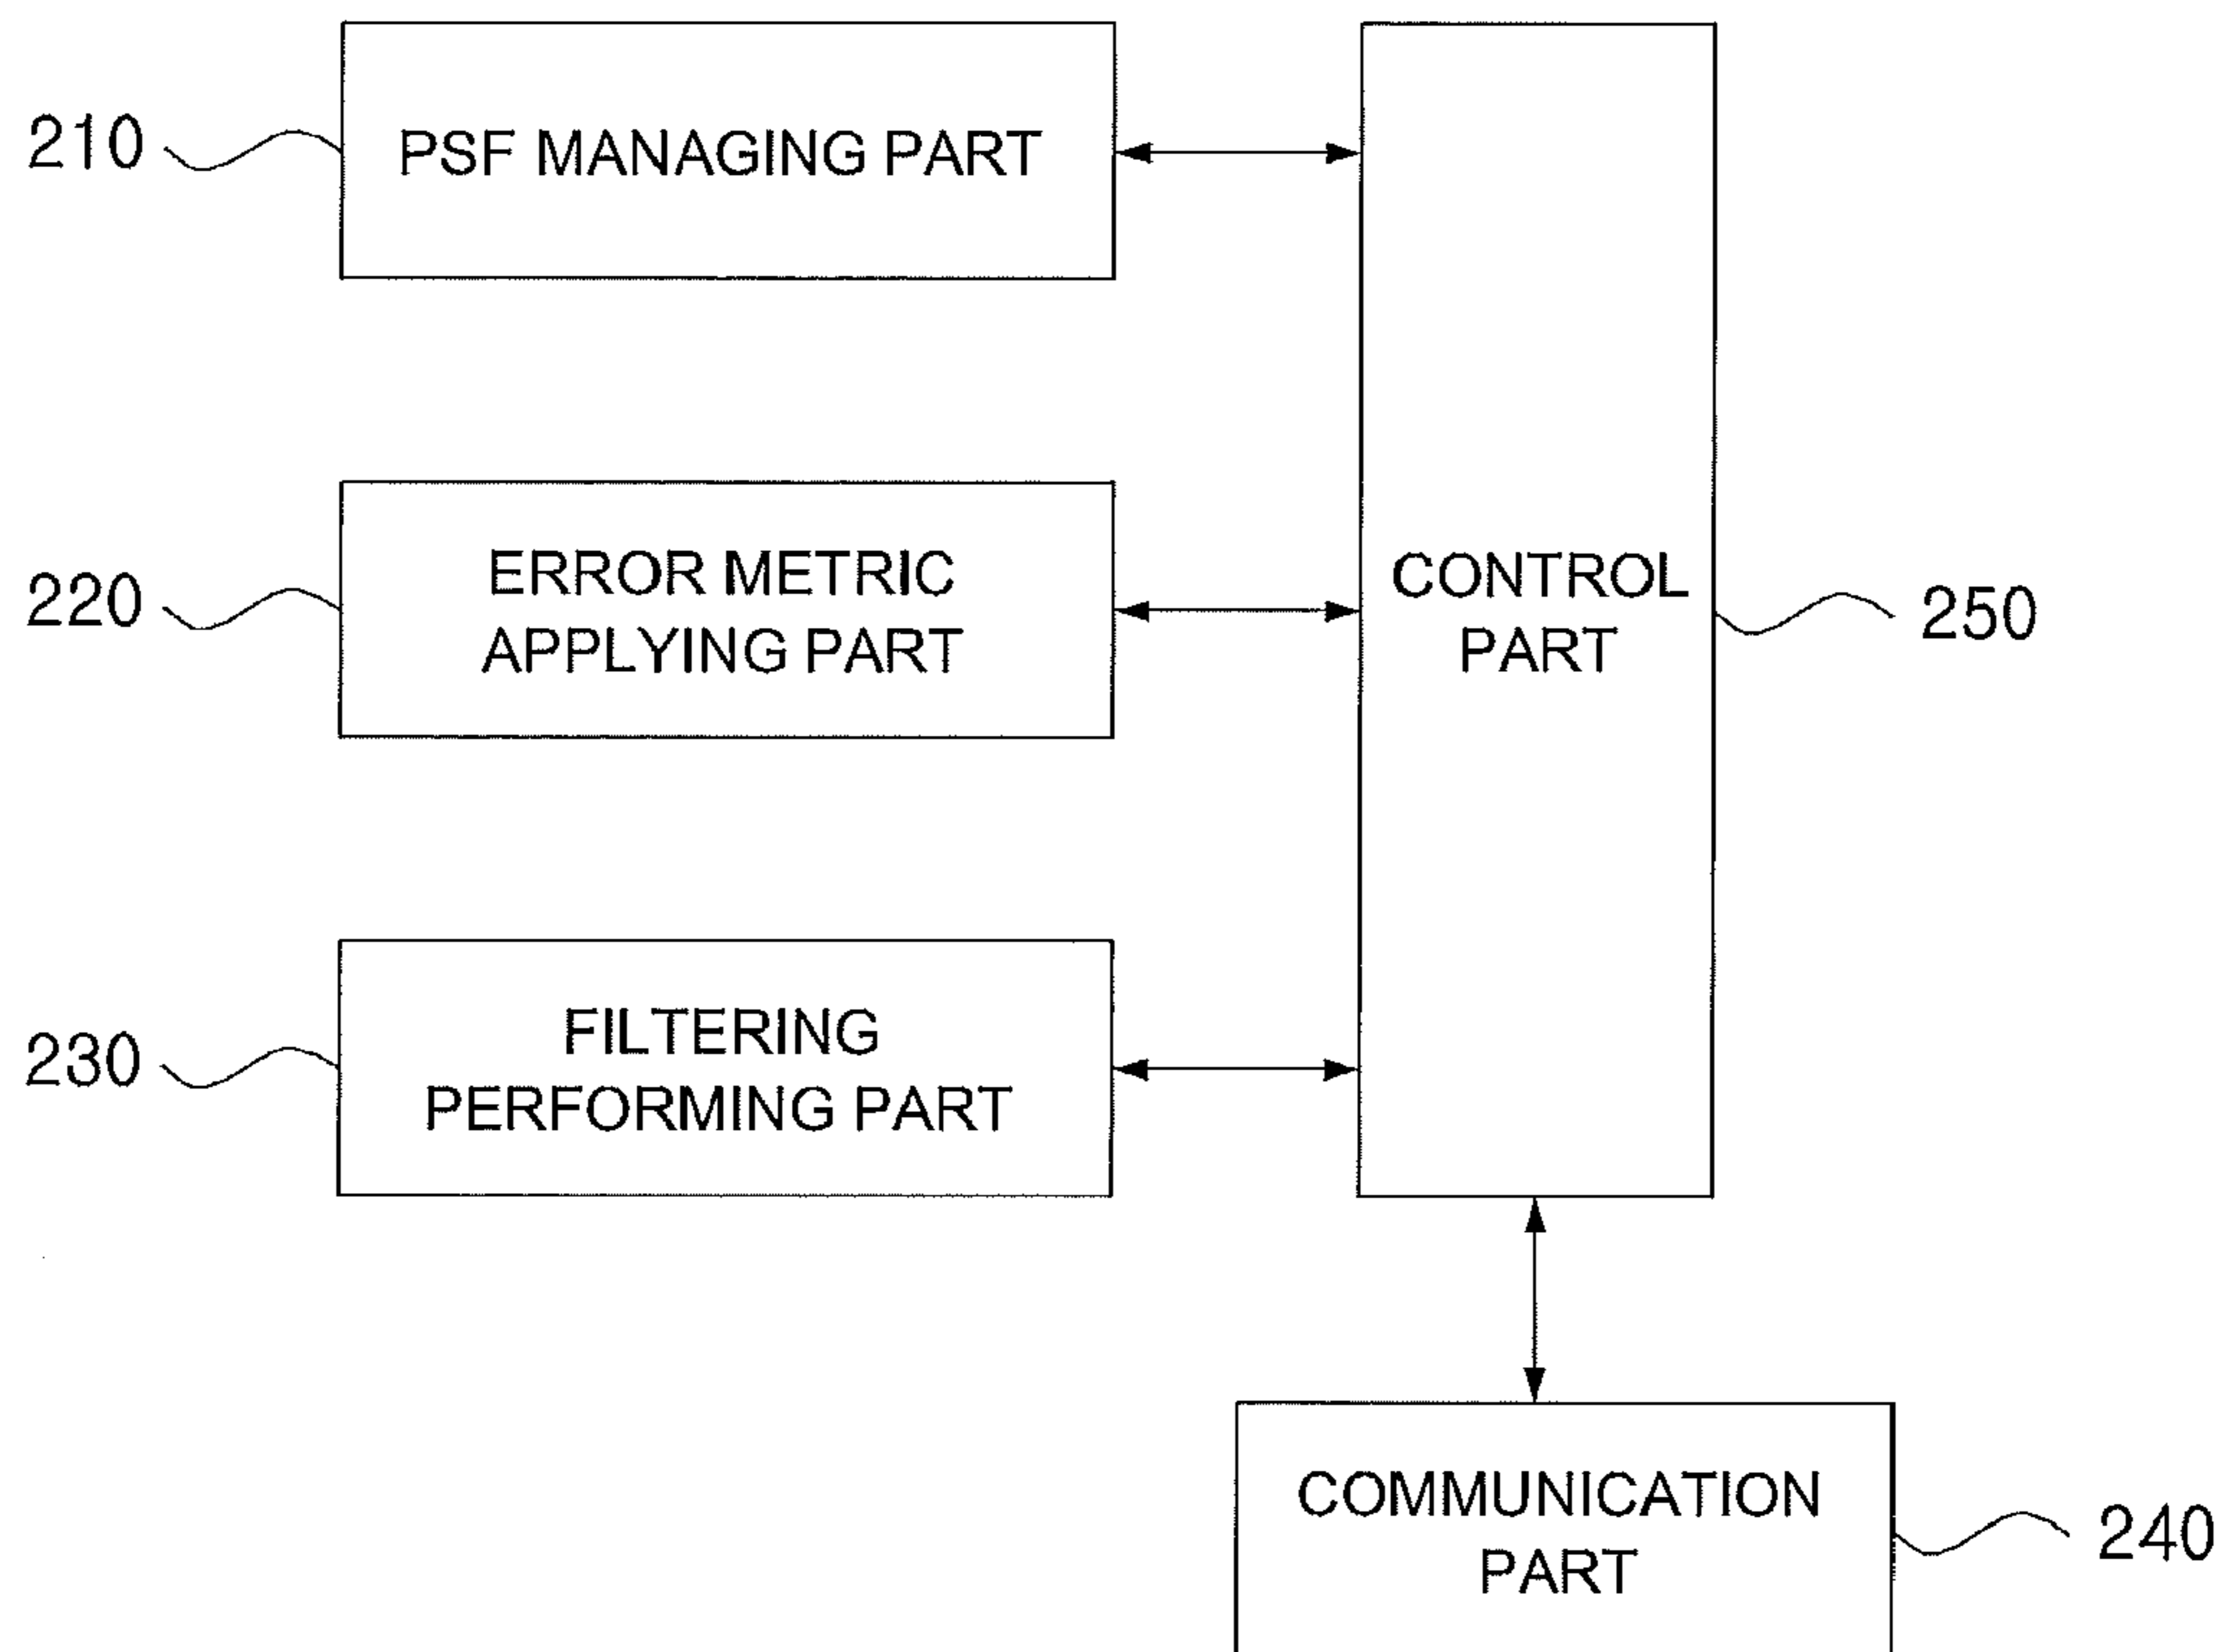 210
PSF MANAGING PART
220
ERROR METRIC
APPLYING PART
CONTROL
PART
250
230
FILTERING
PERFORMING PART
COMMUNICATION
PART
240